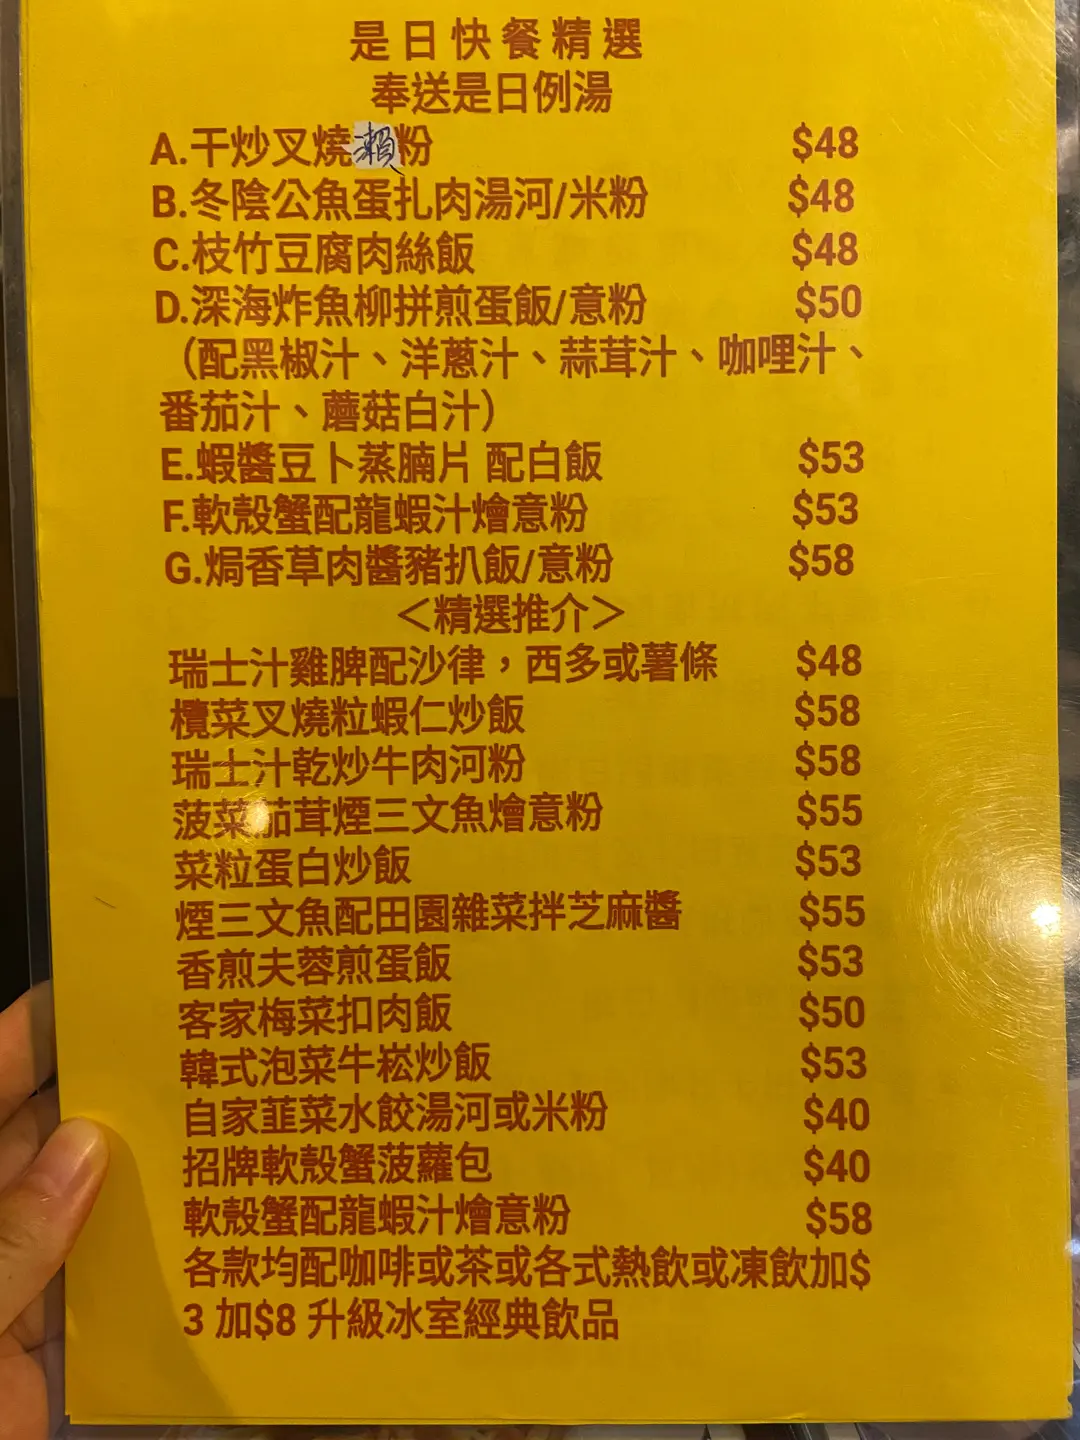 是日快餐精選
奉送是日例湯
A.干炒叉燒瀨粉 $48
B.冬陰公魚蛋扎肉湯河/米粉 $48
C.枝竹豆腐肉絲飯 $48
D.深海炸魚柳拼煎蛋飯/意粉 $50
(配黑椒汁、洋蔥汁、蒜茸汁、咖哩汁、
番茄汁、蘑菇白汁)
E.蝦醬豆卜蒸腩片 配白飯 $53
F.軟殼蟹配龍蝦汁燴意粉 $53
G.焗香草肉醬豬扒飯/意粉 $58
＜精選推介＞
瑞士汁雞脾配沙律，西多或薯條 $48
欖菜叉燒粒蝦仁炒飯 $58
瑞士汁乾炒牛肉河粉 $58
菠菜茄茸煙三文魚燴意粉 $55
菜粒蛋白炒飯 $53
煙三文魚配田園雜菜拌芝麻醬 $55
香煎夫蓉煎蛋飯 $53
客家梅菜扣肉飯 $50
韓式泡菜牛崧炒飯 $53
自家韮菜水餃湯河或米粉 $40
招牌軟殼蟹菠蘿包 $40
軟殼蟹配龍蝦汁燴意粉 $58
各款均配咖啡或茶或各式熱飲或凍飲加$
3 加$8 升級冰室經典飲品